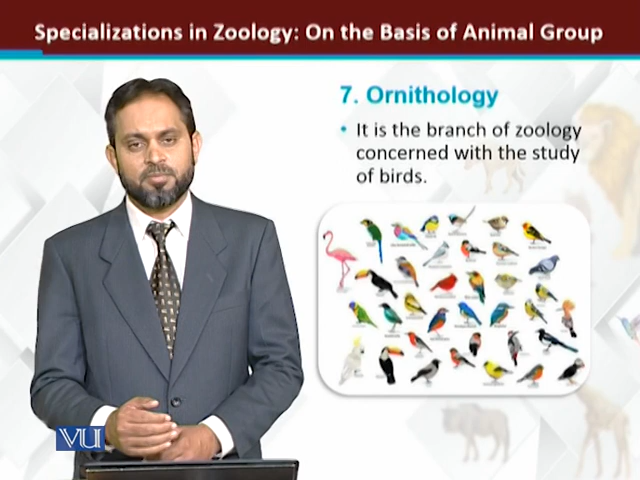 Specializations in Zoology: On the Basis of Animal Group
7. Ornithology
• It is the branch of zoology
concerned with the study
of birds.
VU